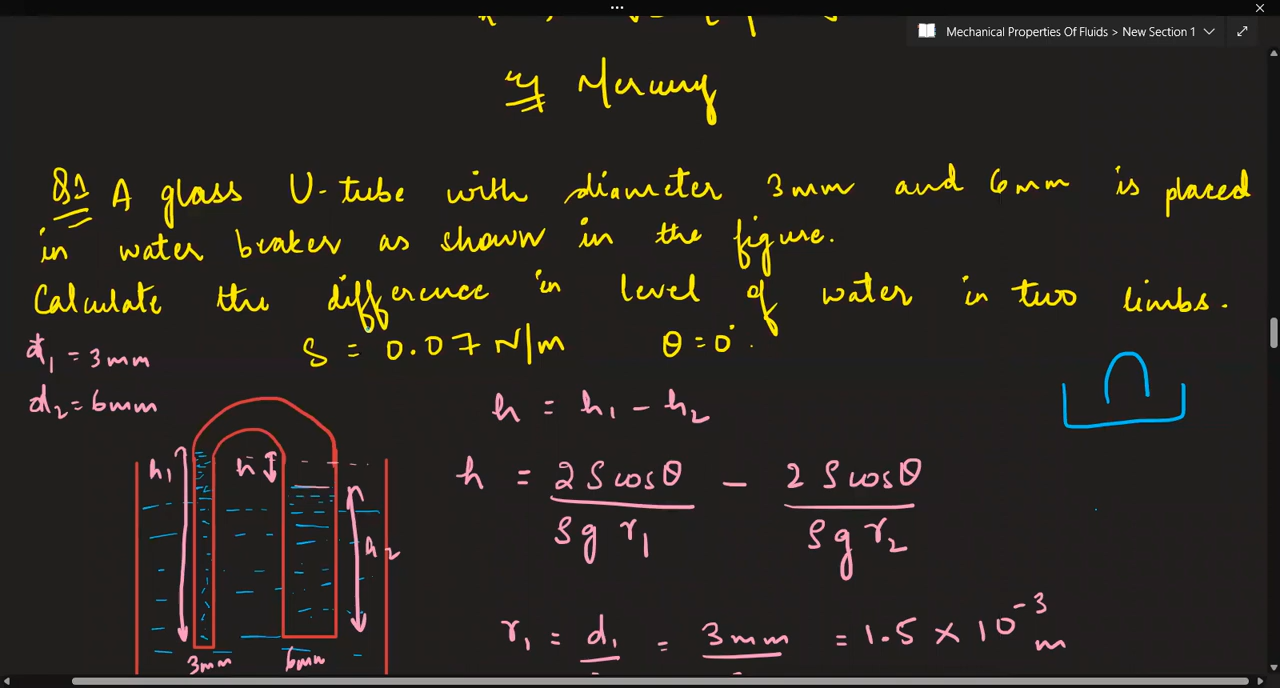 Mechanical Properties Of Fluids > New Section 1
Mercury
Q1 A glass U-tube with diameter 3mm and 6mm is placed
in water beaker as shown in the figure.
Calculate the difference in level of water in two limbs.
S = 0.07 N/m θ = 0° .
d₁ = 3mm
d₂ = 6mm
h = h₁ - h₂
h₁ h h₂
h = 2 S cosθ / ρ g r₁ - 2 S cosθ / ρ g r₂
r₁ = d₁ = 3mm = 1.5 × 10⁻³ m
3mm 6mm